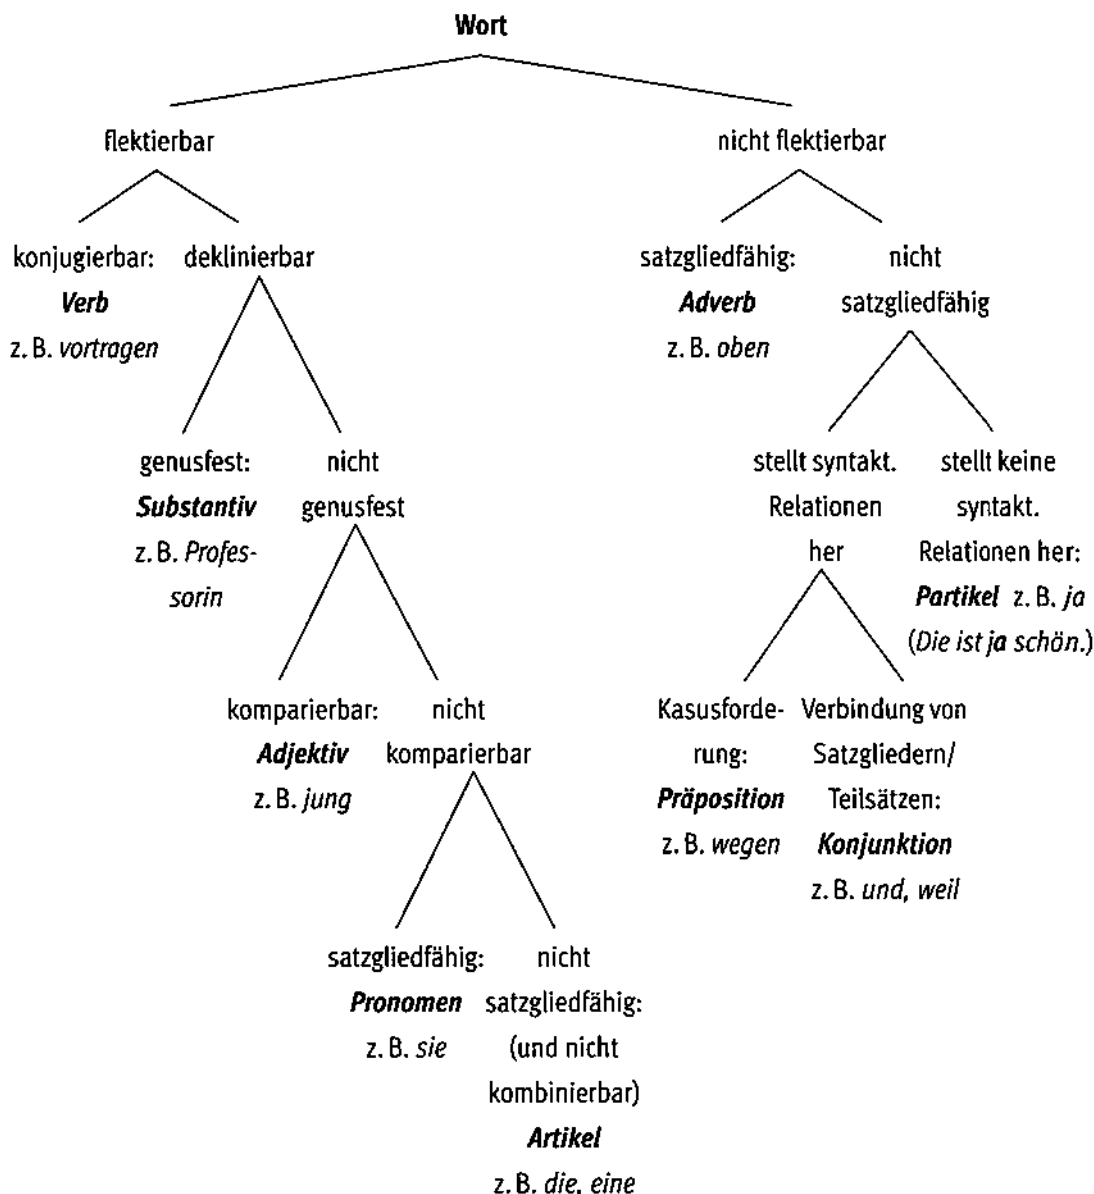 Wort
flektierbar
nicht flektierbar
konjugierbar:
Verb
z. B. vortragen
deklinierbar
satzgliedfähig:
Adverb
z. B. oben
nicht
satzgliedfähig
genusfest:
Substantiv
z. B. Profes-
sorin
nicht
genusfest
stellt syntakt.
Relationen
her
stellt keine
syntakt.
Relationen her:
Partikel z. B. ja
(Die ist ja schön.)
komparierbar:
Adjektiv
z. B. jung
nicht
komparierbar
Kasusforde-
rung:
Präposition
z. B. wegen
Verbindung von
Satzgliedern/
Teilsätzen:
Konjunktion
z. B. und, weil
satzgliedfähig:
Pronomen
z. B. sie
nicht
satzgliedfähig:
(und nicht
kombinierbar)
Artikel
z. B. die, eine